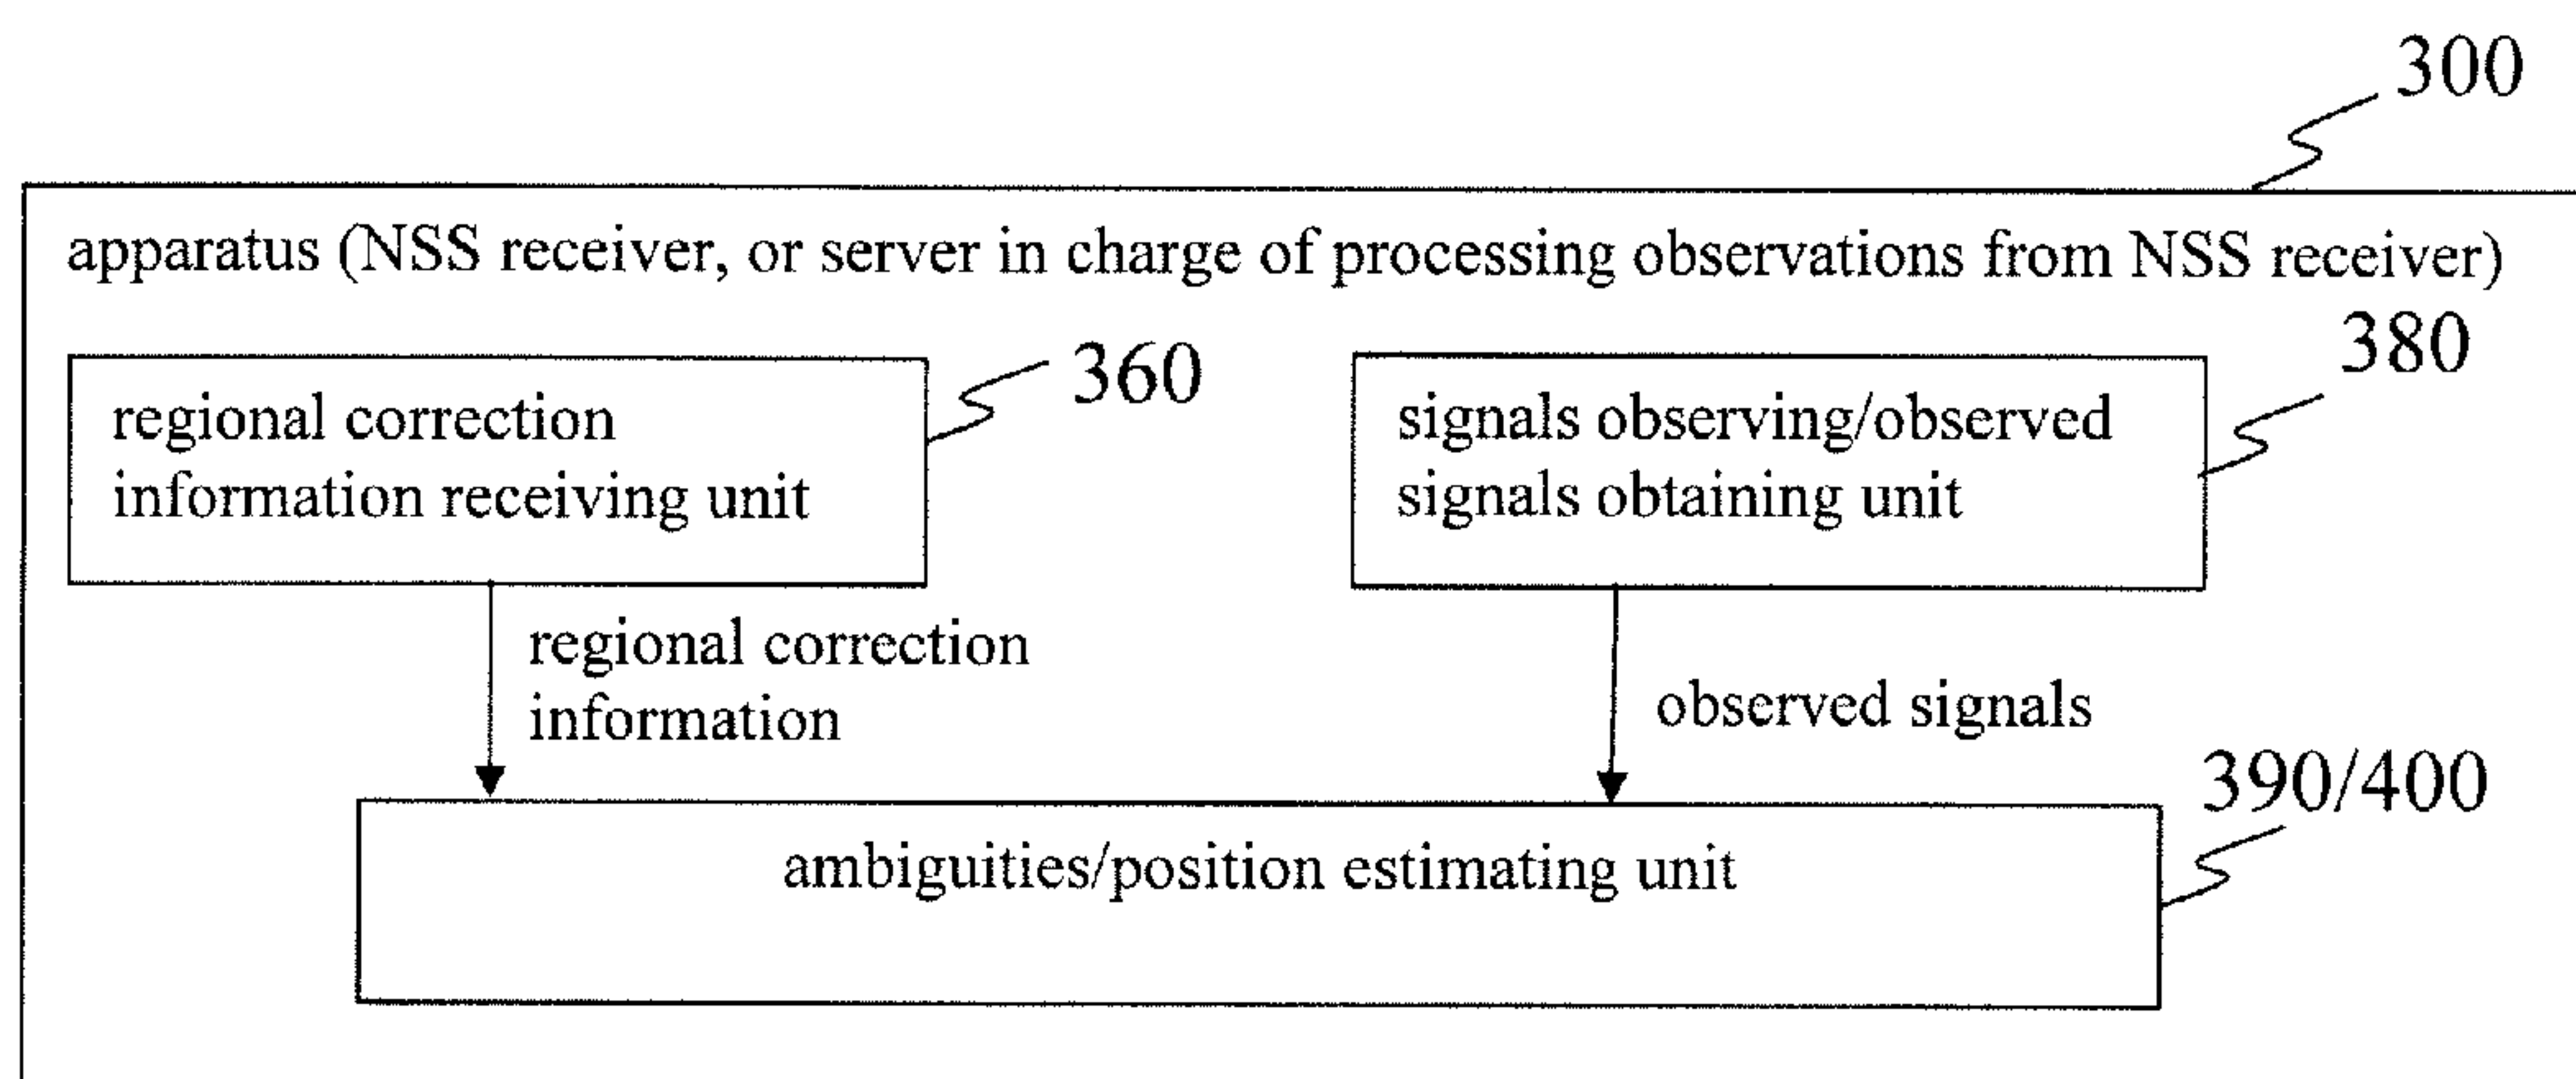 300
apparatus (NSS receiver, or server in charge of processing observations from NSS receiver)
360
380
regional correction
information receiving unit
signals observing/observed
signals obtaining unit
regional correction
information
observed signals
390/400
ambiguities/position estimating unit